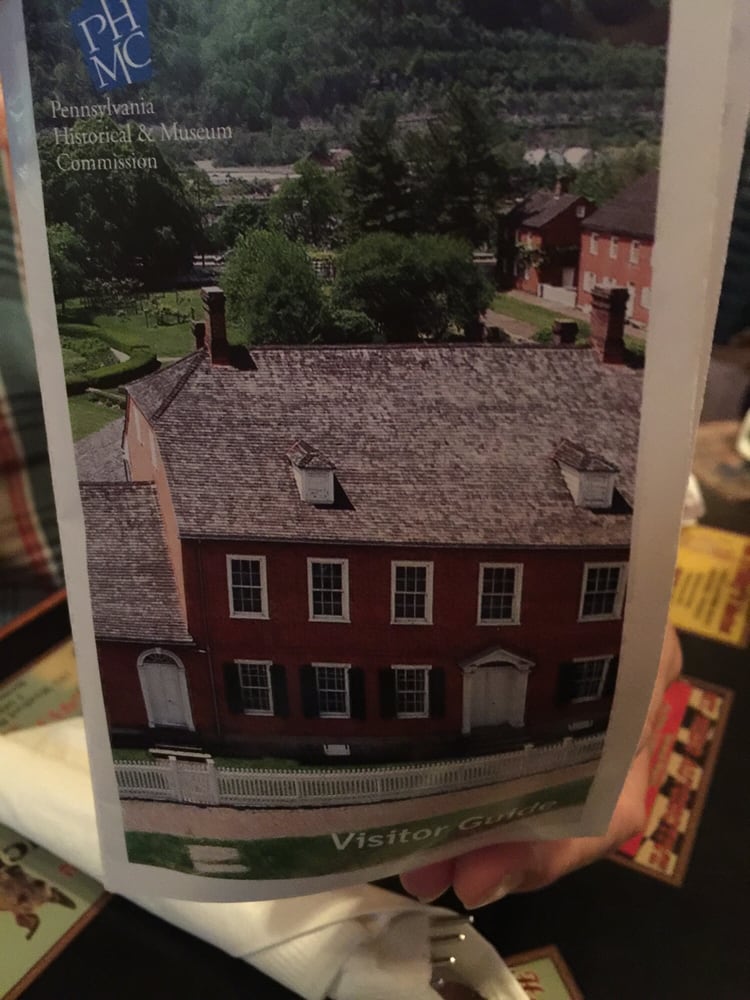 PH
MC
Pennsylvania
Historical & Museum
Commission
Visitor Guide